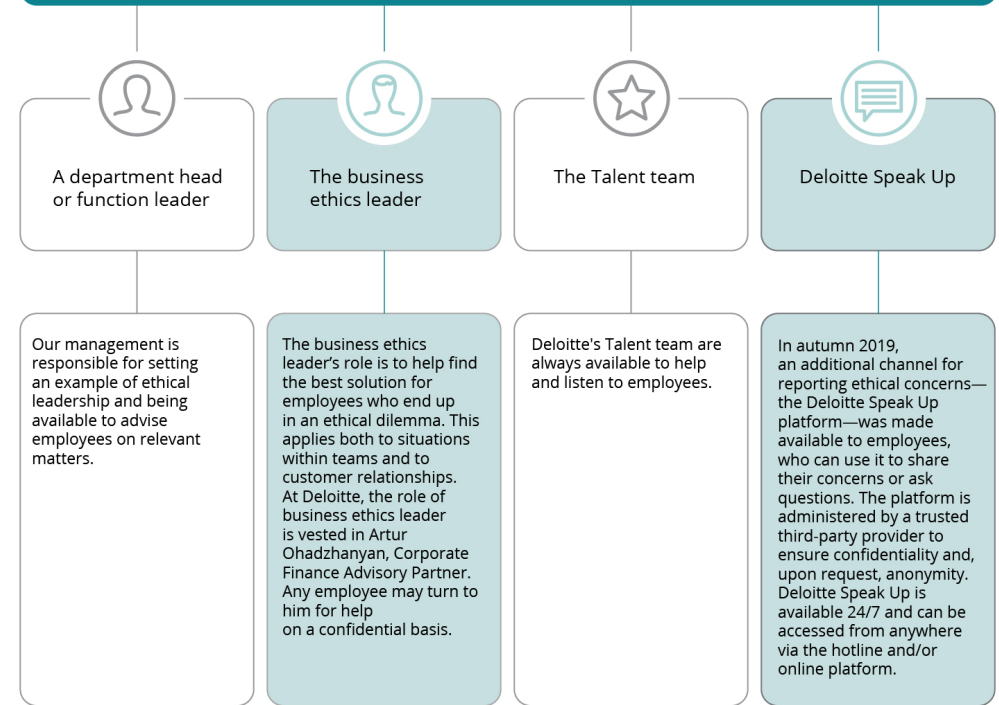 A department head
or function leader
The business
ethics leader
The Talent team
Deloitte Speak Up
Our management is
responsible for setting
an example of ethical
leadership and being
available to advise
employees on relevant
matters.
The business ethics
leader’s role is to help find
the best solution for
employees who end up
in an ethical dilemma. This
applies both to situations
within teams and to
customer relationships.
At Deloitte, the role of
business ethics leader
is vested in Artur
Ohadzhanyan, Corporate
Finance Advisory Partner.
Any employee may turn to
him for help
on a confidential basis.
Deloitte's Talent team are
always available to help
and listen to employees.
In autumn 2019,
an additional channel for
reporting ethical concerns—
the Deloitte Speak Up
platform—was made
available to employees,
who can use it to share
their concerns or ask
questions. The platform is
administered by a trusted
third-party provider to
ensure confidentiality and,
upon request, anonymity.
Deloitte Speak Up is
available 24/7 and can be
accessed from anywhere
via the hotline and/or
online platform.